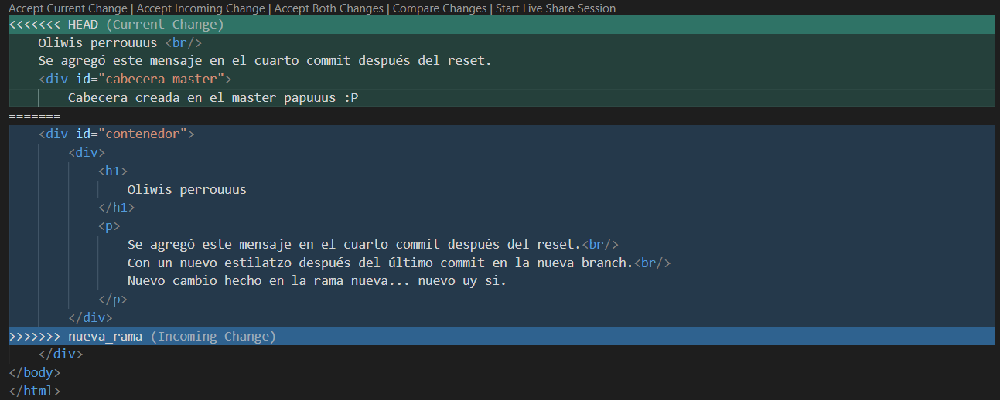 Accept Current Change | Accept Incoming Change | Accept Both Changes | Compare Changes | Start Live Share Session
<<<<<<< HEAD (Current Change)
    Oliwis perrouuus <br/>
    Se agregó este mensaje en el cuarto commit después del reset.
    <div id="cabecera_master">
        Cabecera creada en el master papuuus :P
=======
    <div id="contenedor">
        <div>
            <h1>
                Oliwis perrouuus
            </h1>
            <p>
                Se agregó este mensaje en el cuarto commit después del reset.<br/>
                Con un nuevo estilatzo después del último commit en la nueva branch.<br/>
                Nuevo cambio hecho en la rama nueva... nuevo uy si.
            </p>
        </div>
>>>>>>> nueva_rama (Incoming Change)
    </div>
</body>
</html>